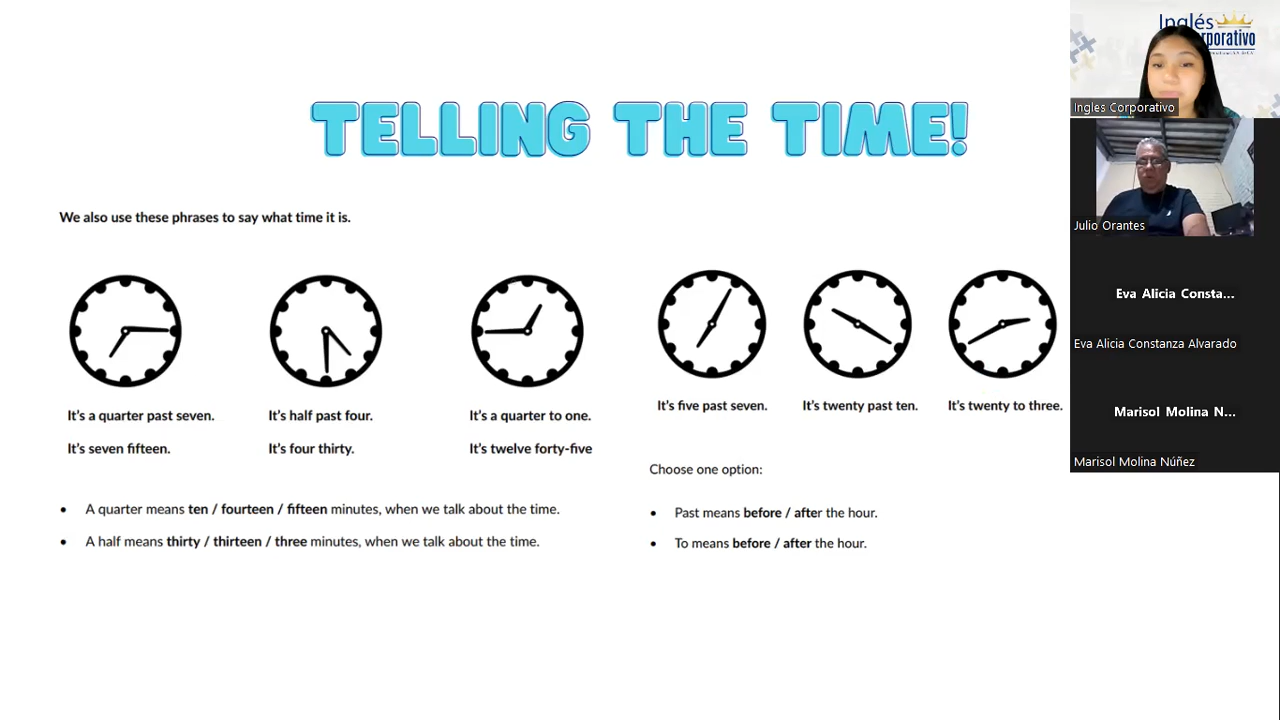 TELLING THE TIME!
We also use these phrases to say what time it is.
It's a quarter past seven.
It's half past four.
It's a quarter to one.
It's seven fifteen.
It's four thirty.
It's twelve forty-five
• A quarter means ten / fourteen / fifteen minutes, when we talk about the time.
• A half means thirty / thirteen / three minutes, when we talk about the time.
It's five past seven.
It's twenty past ten.
It's twenty to three.
Choose one option:
• Past means before / after the hour.
• To means before / after the hour.
Inglés
Ingles Corporativo
Julio Orantes
Eva Alicia Consta...
Eva Alicia Constanza Alvarado
Marisol Molina N...
Marisol Molina Núñez